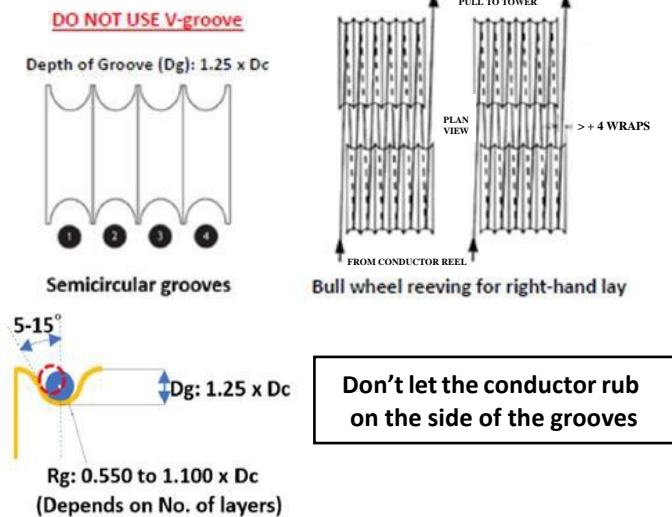 DO NOT USE V-groove
Depth of Groove (Dg): 1.25 x Dc
1 2 3 4
Semicircular grooves
PULL TO TOWER
PLAN
VIEW
> + 4 WRAPS
FROM CONDUCTOR REEL
Bull wheel reeving for right-hand lay
5-15°
Dg: 1.25 x Dc
Rg: 0.550 to 1.100 x Dc
(Depends on No. of layers)
Don’t let the conductor rub
on the side of the grooves